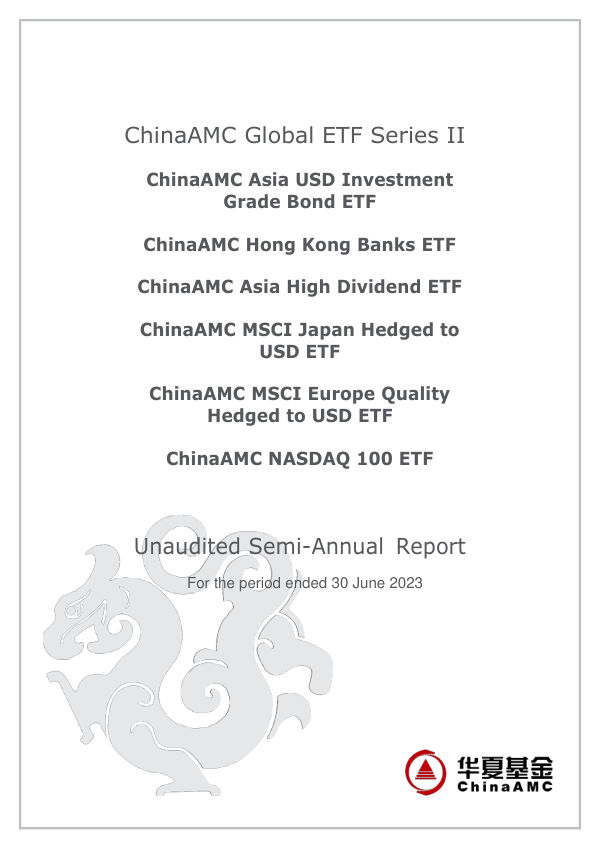 ChinaAMC Global ETF Series II
ChinaAMC Asia USD Investment
Grade Bond ETF
ChinaAMC Hong Kong Banks ETF
ChinaAMC Asia High Dividend ETF
ChinaAMC MSCI Japan Hedged to
USD ETF
ChinaAMC MSCI Europe Quality
Hedged to USD ETF
ChinaAMC NASDAQ 100 ETF
Unaudited Semi-Annual Report
For the period ended 30 June 2023
华夏基金
ChinaAMC